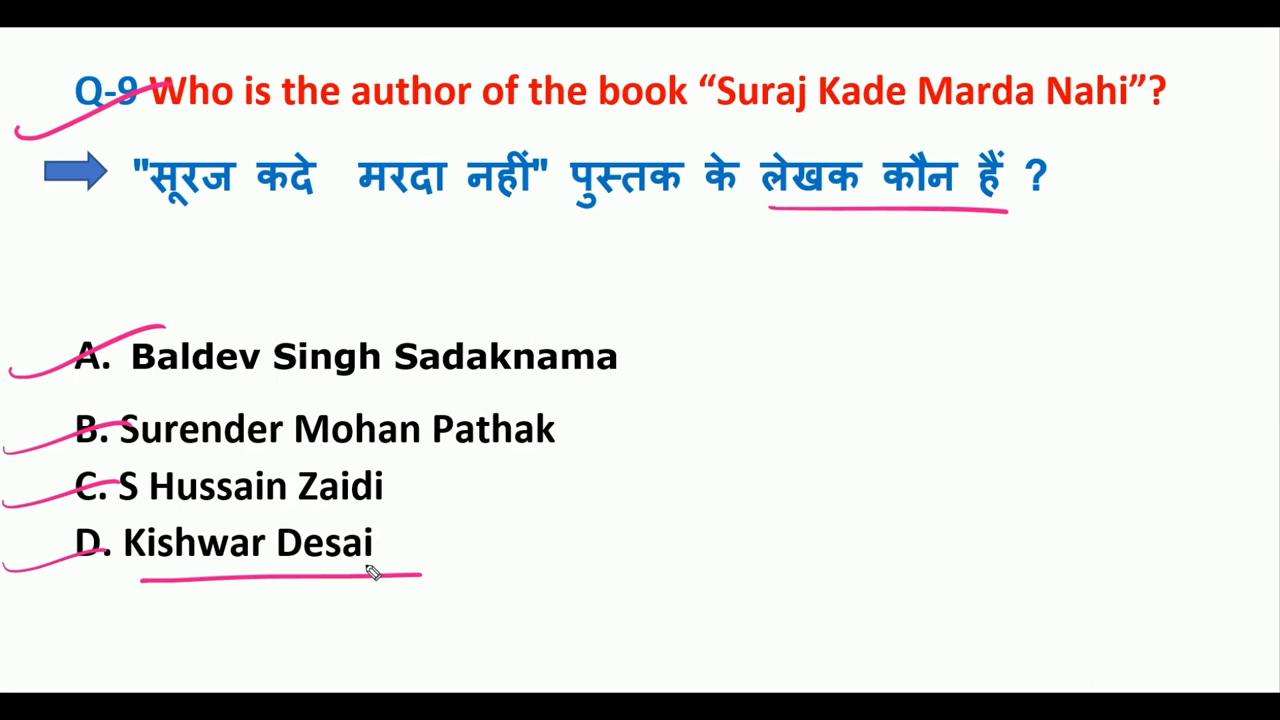 Q-9 Who is the author of the book “Suraj Kade Marda Nahi”?
"सूरज कदे मरदा नहीं" पुस्तक के लेखक कौन हैं ?
A. Baldev Singh Sadaknama
B. Surender Mohan Pathak
C. S Hussain Zaidi
D. Kishwar Desai